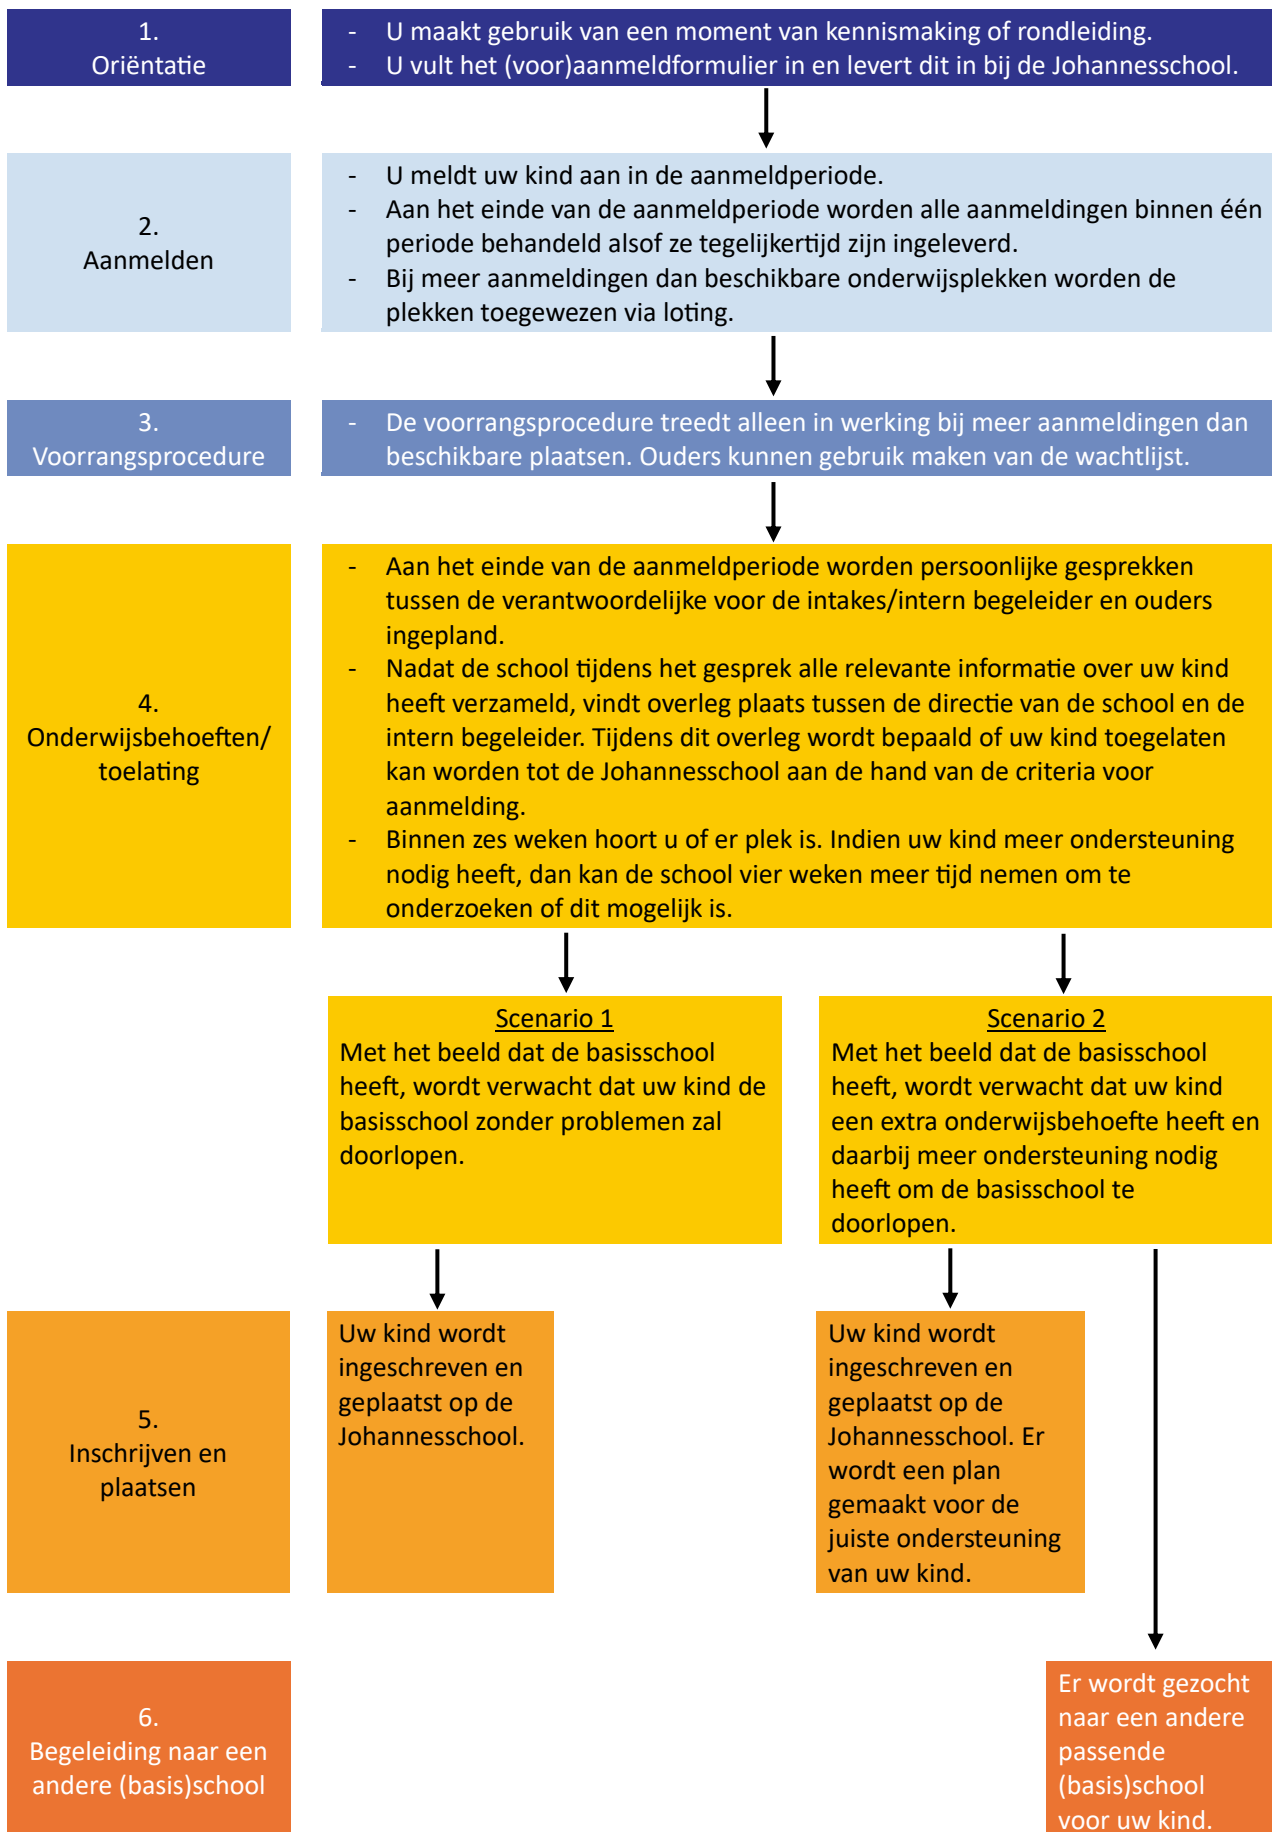 1.
Oriëntatie
- U maakt gebruik van een moment van kennismaking of rondleiding.
- U vult het (voor)aanmeldformulier in en levert dit in bij de Johannesschool.
2.
Aanmelden
- U meldt uw kind aan in de aanmeldperiode.
- Aan het einde van de aanmeldperiode worden alle aanmeldingen binnen één
periode behandeld alsof ze tegelijkertijd zijn ingeleverd.
- Bij meer aanmeldingen dan beschikbare onderwijsplekken worden de
plekken toegewezen via loting.
3.
Voorrangsprocedure
- De voorrangsprocedure treedt alleen in werking bij meer aanmeldingen dan
beschikbare plaatsen. Ouders kunnen gebruik maken van de wachtlijst.
4.
Onderwijsbehoeften/
toelating
- Aan het einde van de aanmeldperiode worden persoonlijke gesprekken
tussen de verantwoordelijke voor de intakes/intern begeleider en ouders
ingepland.
- Nadat de school tijdens het gesprek alle relevante informatie over uw kind
heeft verzameld, vindt overleg plaats tussen de directie van de school en de
intern begeleider. Tijdens dit overleg wordt bepaald of uw kind toegelaten
kan worden tot de Johannesschool aan de hand van de criteria voor
aanmelding.
- Binnen zes weken hoort u of er plek is. Indien uw kind meer ondersteuning
nodig heeft, dan kan de school vier weken meer tijd nemen om te
onderzoeken of dit mogelijk is.
Scenario 1
Met het beeld dat de basisschool
heeft, wordt verwacht dat uw kind de
basisschool zonder problemen zal
doorlopen.
Scenario 2
Met het beeld dat de basisschool
heeft, wordt verwacht dat uw kind
een extra onderwijsbehoefte heeft en
daarbij meer ondersteuning nodig
heeft om de basisschool te
doorlopen.
5.
Inschrijven en
plaatsen
Uw kind wordt
ingeschreven en
geplaatst op de
Johannesschool.
Uw kind wordt
ingeschreven en
geplaatst op de
Johannesschool. Er
wordt een plan
gemaakt voor de
juiste ondersteuning
van uw kind.
6.
Begeleiding naar een
andere (basis)school
Er wordt gezocht
naar een andere
passende
(basis)school
voor uw kind.